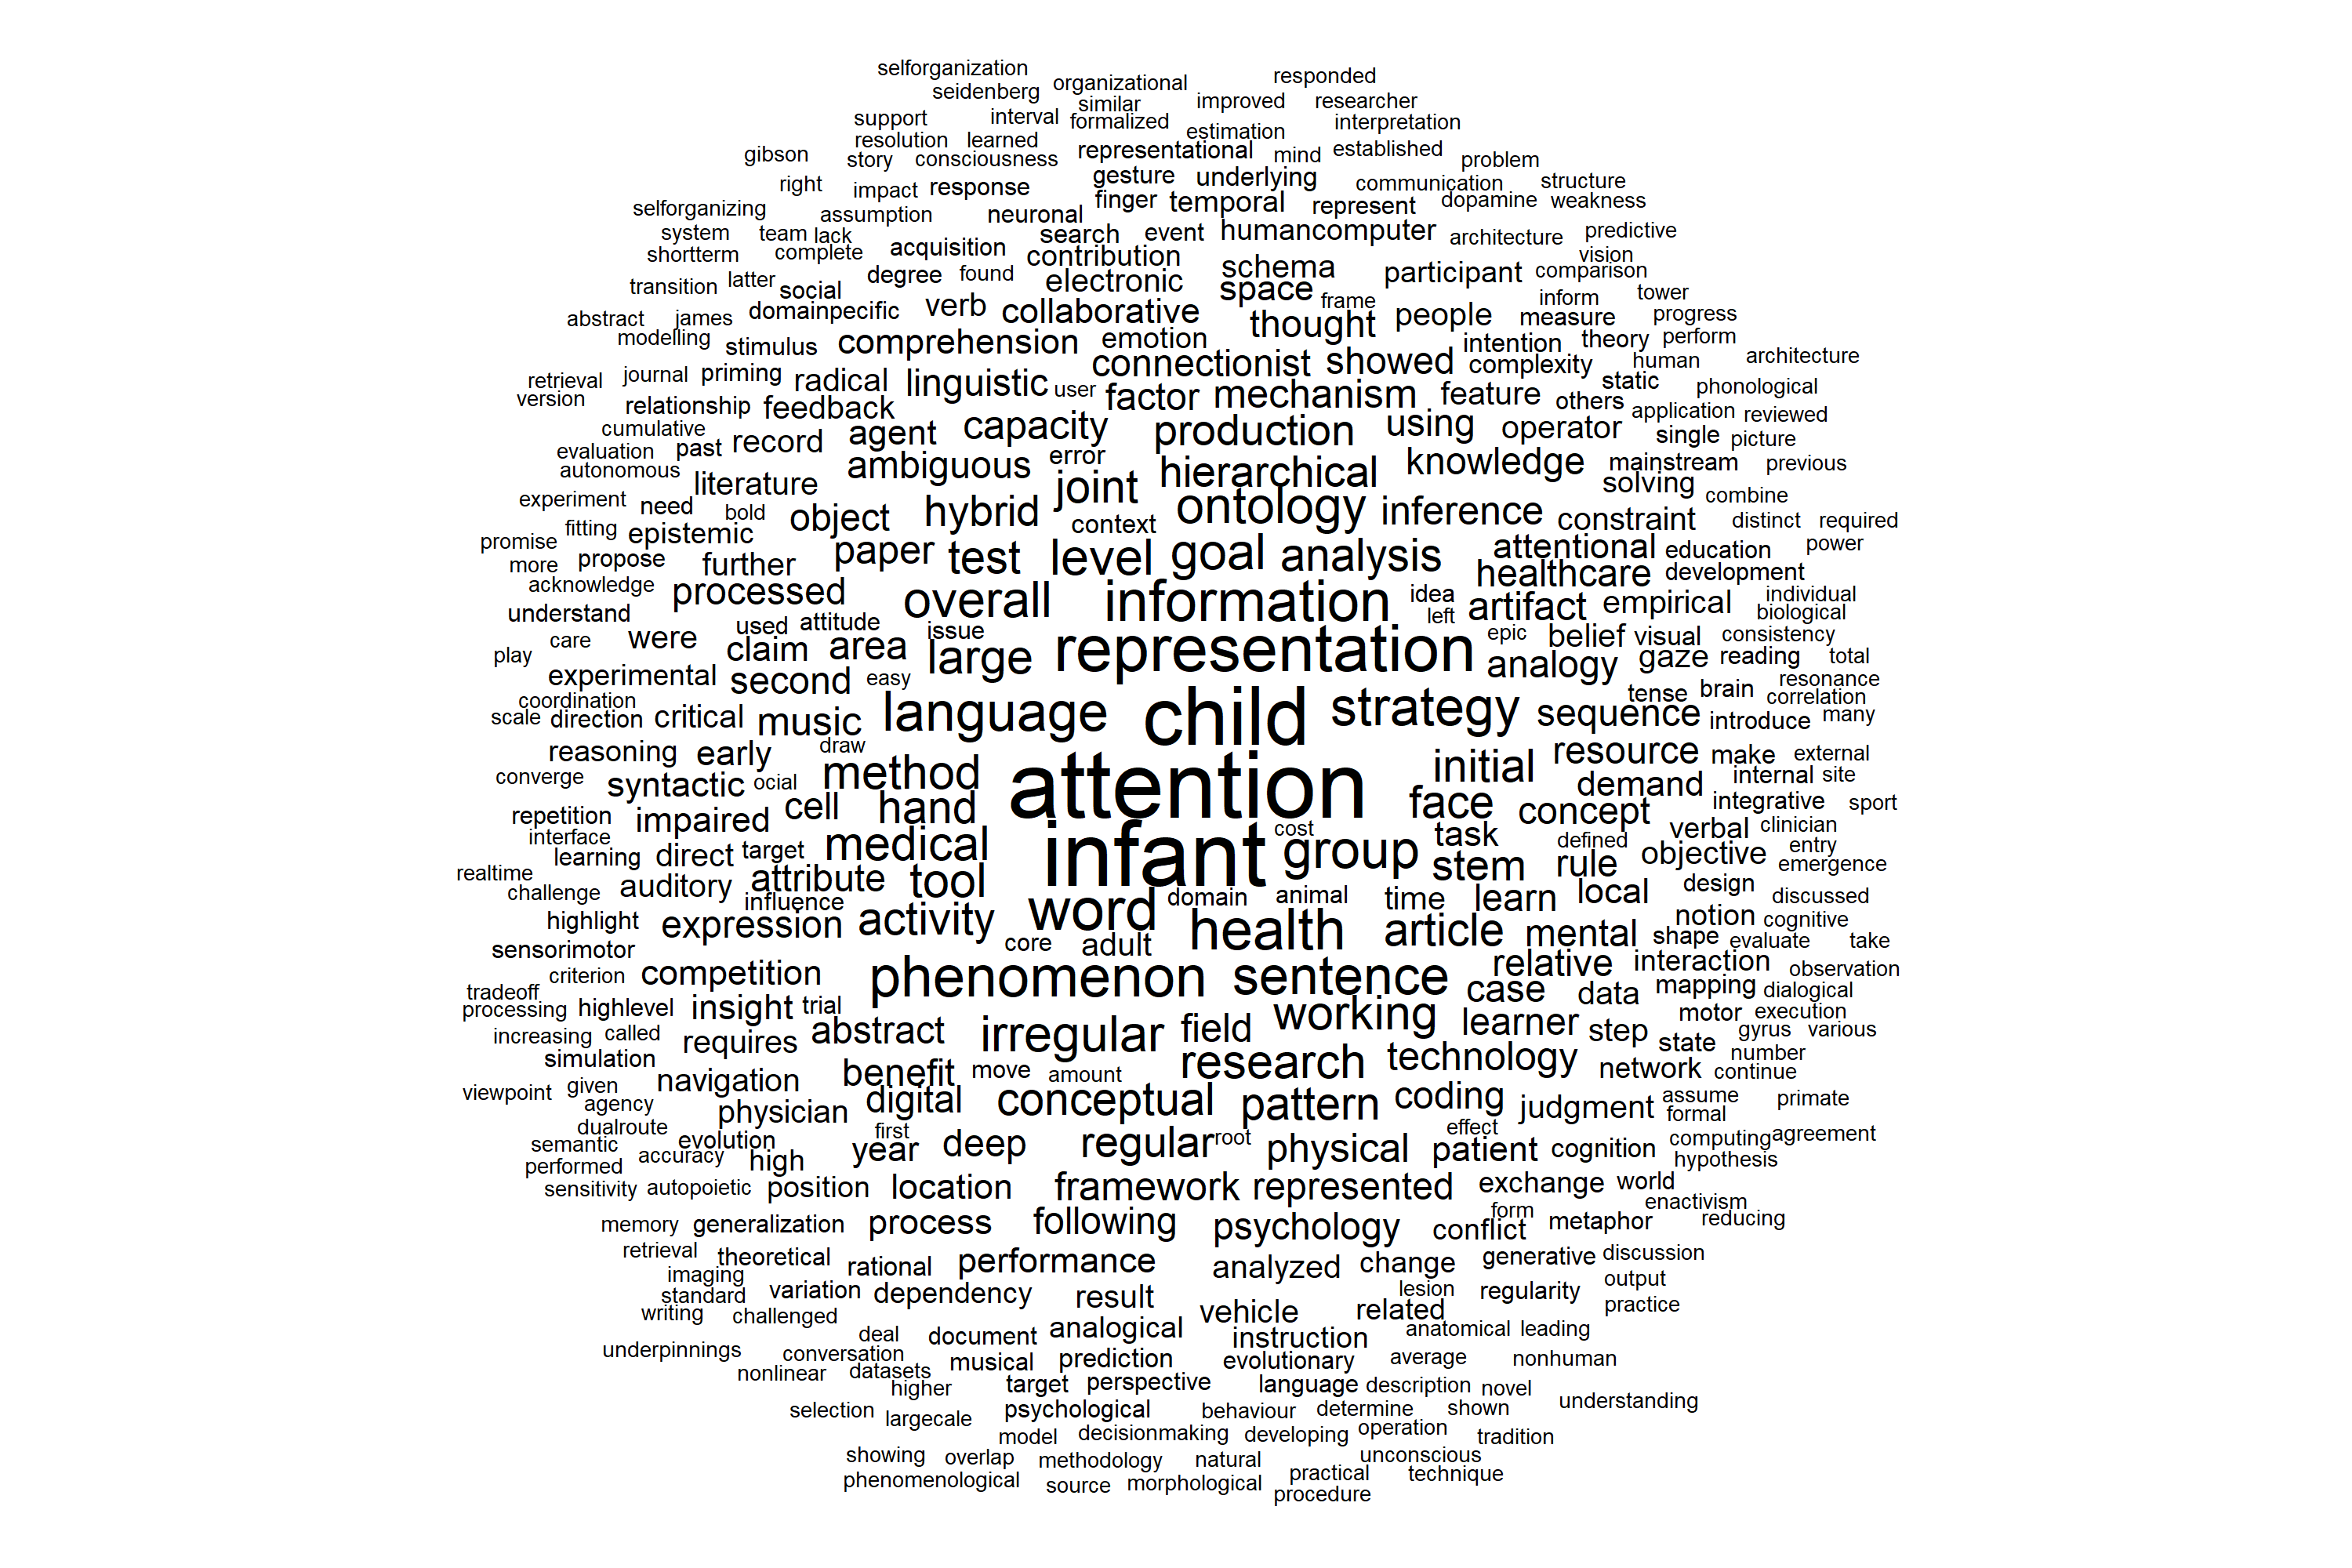 selforganization
organizational responded
seidenberg similar improved researcher
support interval formalized estimation interpretation
resolution learned representational mind established
gibson story consciousness problem
right impact response gesture underlying communication structure
selforganizing assumption neuronal finger temporal represent dopamine weakness
system team lack search event humancomputer architecture predictive
shortterm complete acquisition contribution vision
transition latter social degree found electronic schema participant comparison
abstract james domainpecific verb collaborative space frame inform tower
modelling stimulus comprehension emotion thought people measure progress
connectionist showed intention theory perform
retrieval journal priming radical linguistic user complexity human architecture
version relationship feedback factor mechanism feature others static phonological
cumulative past record agent capacity production using operator application reviewed
evaluation single picture
autonomous literature ambiguous error hierarchical knowledge mainstream previous
experiment need bold object hybrid joint ontology inference solving combine
promise fitting epistemic context constraint distinct required
more propose further paper test level goal analysis attentional education power
acknowledge processed overall information idea healthcare development
understand used attitude issue left artifact empirical individual biological
play care were claim area large representation epic belief visual consistency
experimental second easy analogy gaze reading total
coordination tense brain resonance correlation
scale direction critical music language child strategy sequence introduce many
reasoning early draw initial resource make external
converge syntactic ocial method attention demand internal site
repetition impaired cell hand face concept integrative sport
interface learning direct target medical infant cost group task defined verbal clinician entry
realtime stem rule objective emergence
challenge auditory attribute tool influence domain animal time learn local design discussed
highlight expression activity word health article mental notion cognitive
sensorimotor core adult shape evaluate take
criterion competition phenomenon sentence relative interaction observation
tradeoff processing highlevel insight trial case data mapping dialogical
increasing called requires abstract irregular field working learner step motor execution
simulation state gyrus various
viewpoint given navigation benefit move amount research technology network number continue
agency physician digital conceptual pattern coding judgment assume formal primate
dualroute semantic evolution first effect computing agreement
performed accuracy high year deep regular root physical patient cognition hypothesis
sensitivity autopoietic position location framework represented exchange world
memory generalization process following psychology conflict form metaphor enactivism reducing
retrieval theoretical rational performance analyzed change generative discussion
imaging standard variation dependency result lesion regularity output
writing challenged vehicle related practice
underpinnings deal document analogical instruction anatomical leading
conversation musical prediction evolutionary average nonhuman
nonlinear datasets higher target perspective language description novel
selection largecale psychological behaviour determine shown understanding
model decisionmaking developing operation tradition
showing overlap methodology natural unconscious
phenomenological source morphological practical technique
procedure